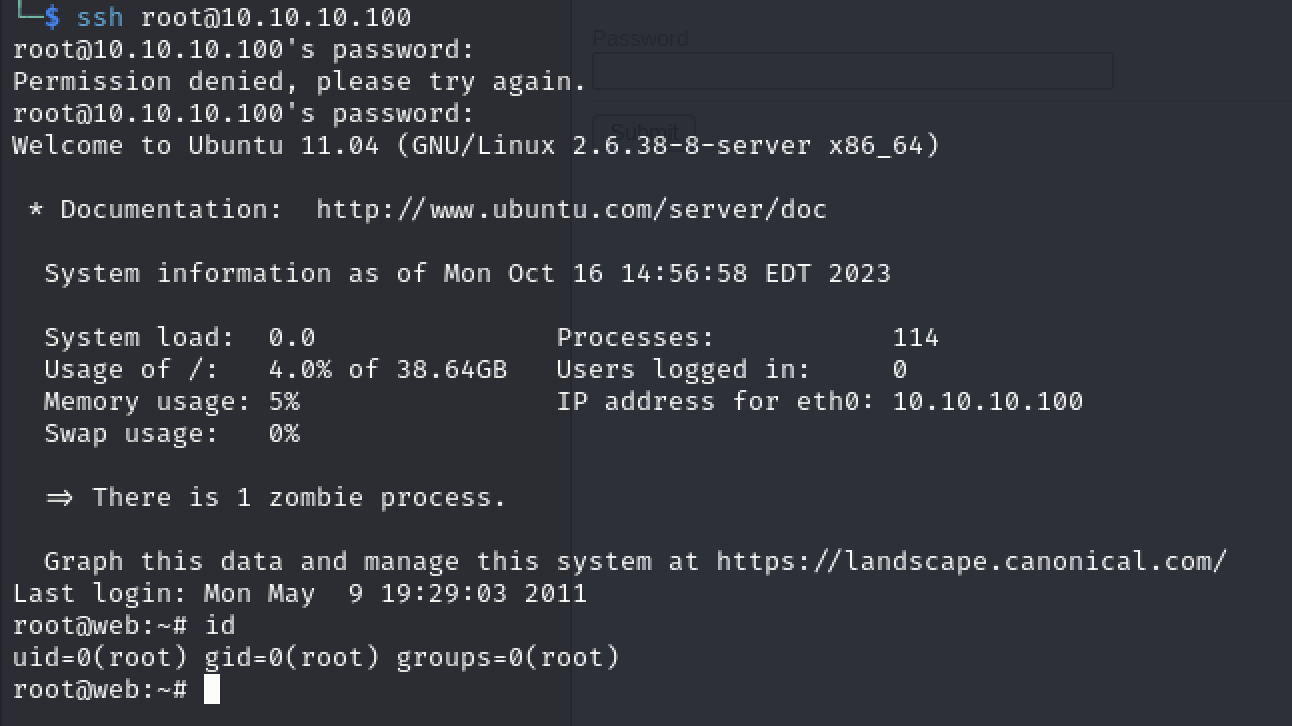 └─$ ssh root@10.10.10.100
Password
root@10.10.10.100's password:
Permission denied, please try again.
root@10.10.10.100's password:
Submit
Welcome to Ubuntu 11.04 (GNU/Linux 2.6.38-8-server x86_64)
* Documentation:  http://www.ubuntu.com/server/doc
System information as of Mon Oct 16 14:56:58 EDT 2023
System load:  0.0               Processes:           114
Usage of /:   4.0% of 38.64GB   Users logged in:     0
Memory usage: 5%                IP address for eth0: 10.10.10.100
Swap usage:   0%
=> There is 1 zombie process.
Graph this data and manage this system at https://landscape.canonical.com/
Last login: Mon May  9 19:29:03 2011
root@web:~# id
uid=0(root) gid=0(root) groups=0(root)
root@web:~#